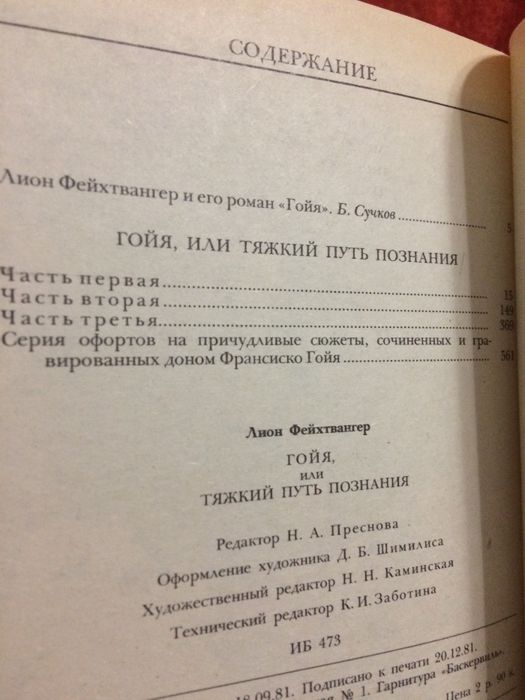 СОДЕРЖАНИЕ
Лион Фейхтвангер и его роман «Гойя». Б. Сучков 5
ГОЙЯ, ИЛИ ТЯЖКИЙ ПУТЬ ПОЗНАНИЯ
Часть первая 15
Часть вторая 149
Часть третья 369
Серия офортов на причудливые сюжеты, сочиненных и гра-
вированных доном Франсиско Гойя 561
Лион Фейхтвангер
ГОЙЯ,
или
ТЯЖКИЙ ПУТЬ ПОЗНАНИЯ
Редактор Н. А. Преснова
Оформление художника Д. Б. Шимилиса
Художественный редактор Н. Н. Каминская
Технический редактор К. И. Заботина
ИБ 473
.09.81. Подписано к печати 20.12.81.
№ 1. Гарнитура "Баскервиль".
Цена 2 р. 90 к.